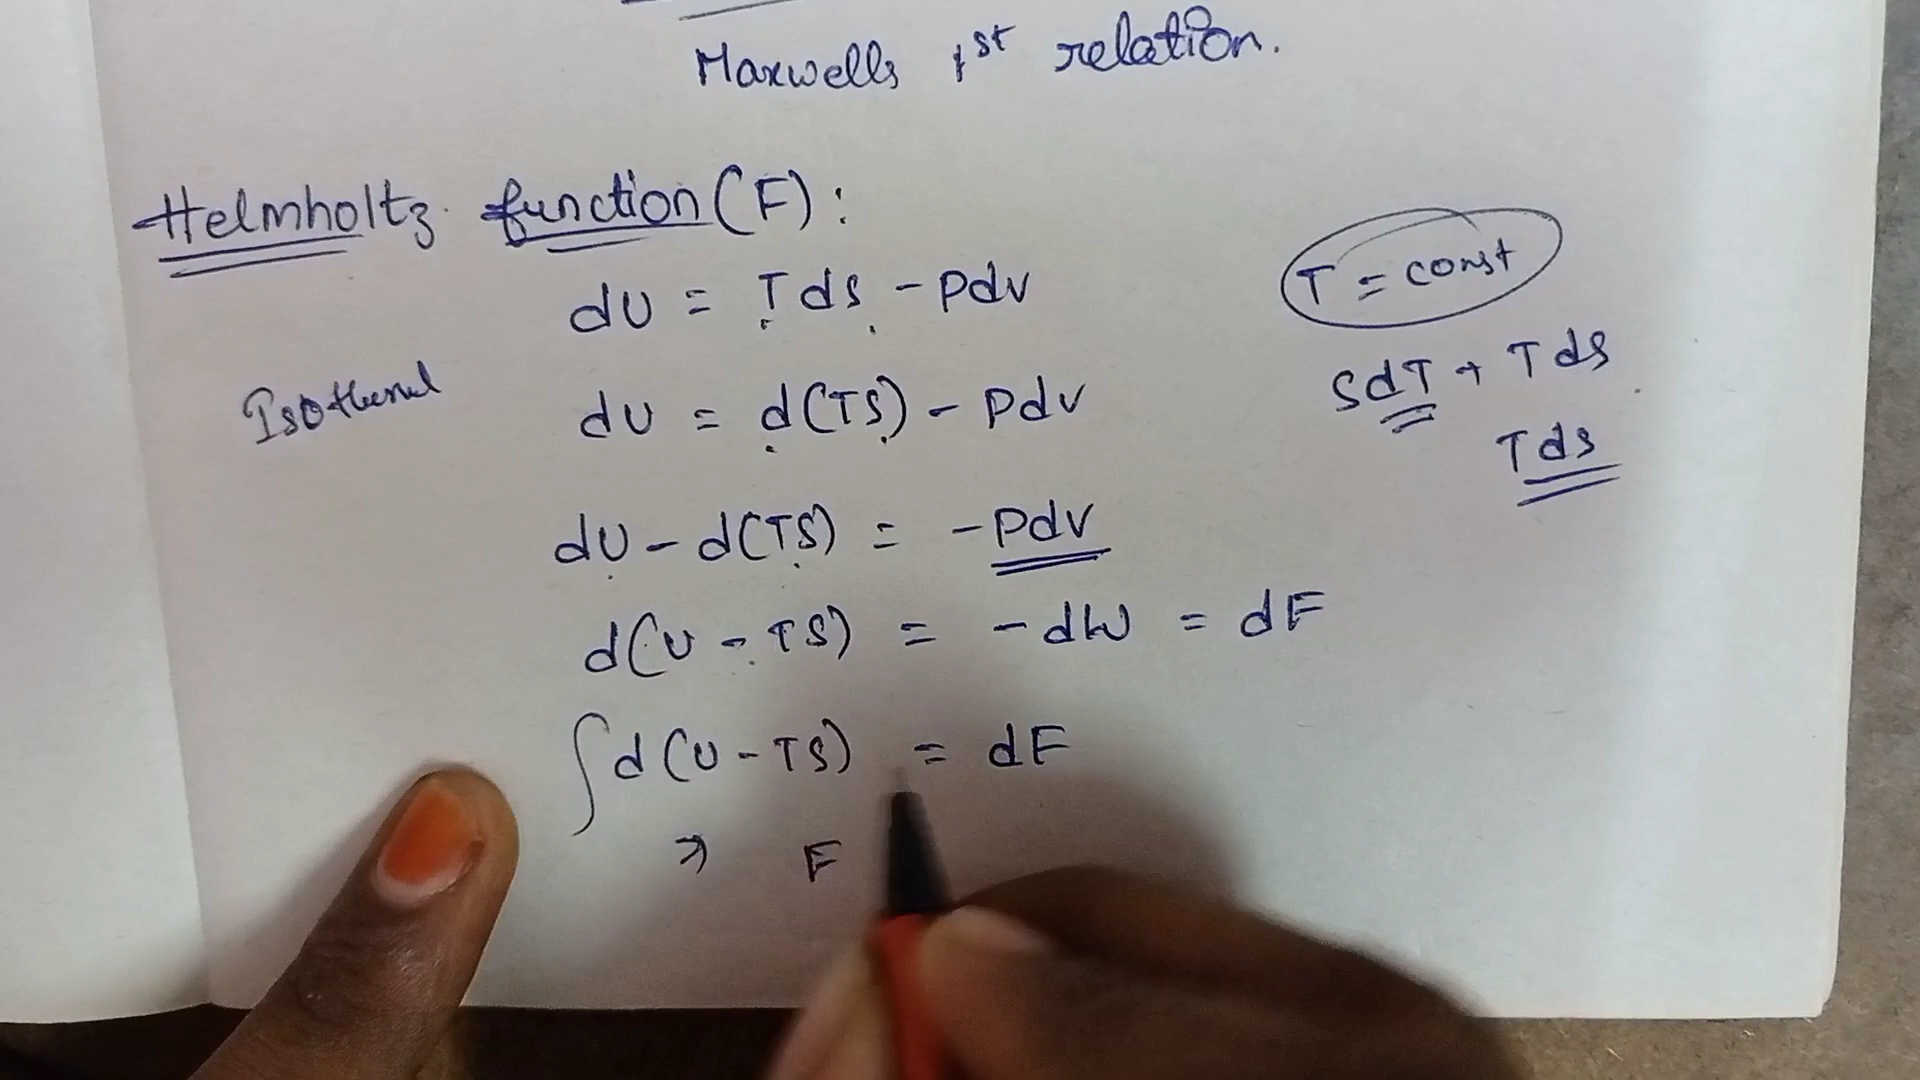 Maxwells 1st relation.
Helmholtz function (F) :
dU = Tds - Pdv
T = const
Isothermal
dU = d(TS) - Pdv
SdT + Tds
Tds
dU - d(TS) = -Pdv
d(U - TS) = -dW = dF
∫d(U - TS) = dF
⇒ F